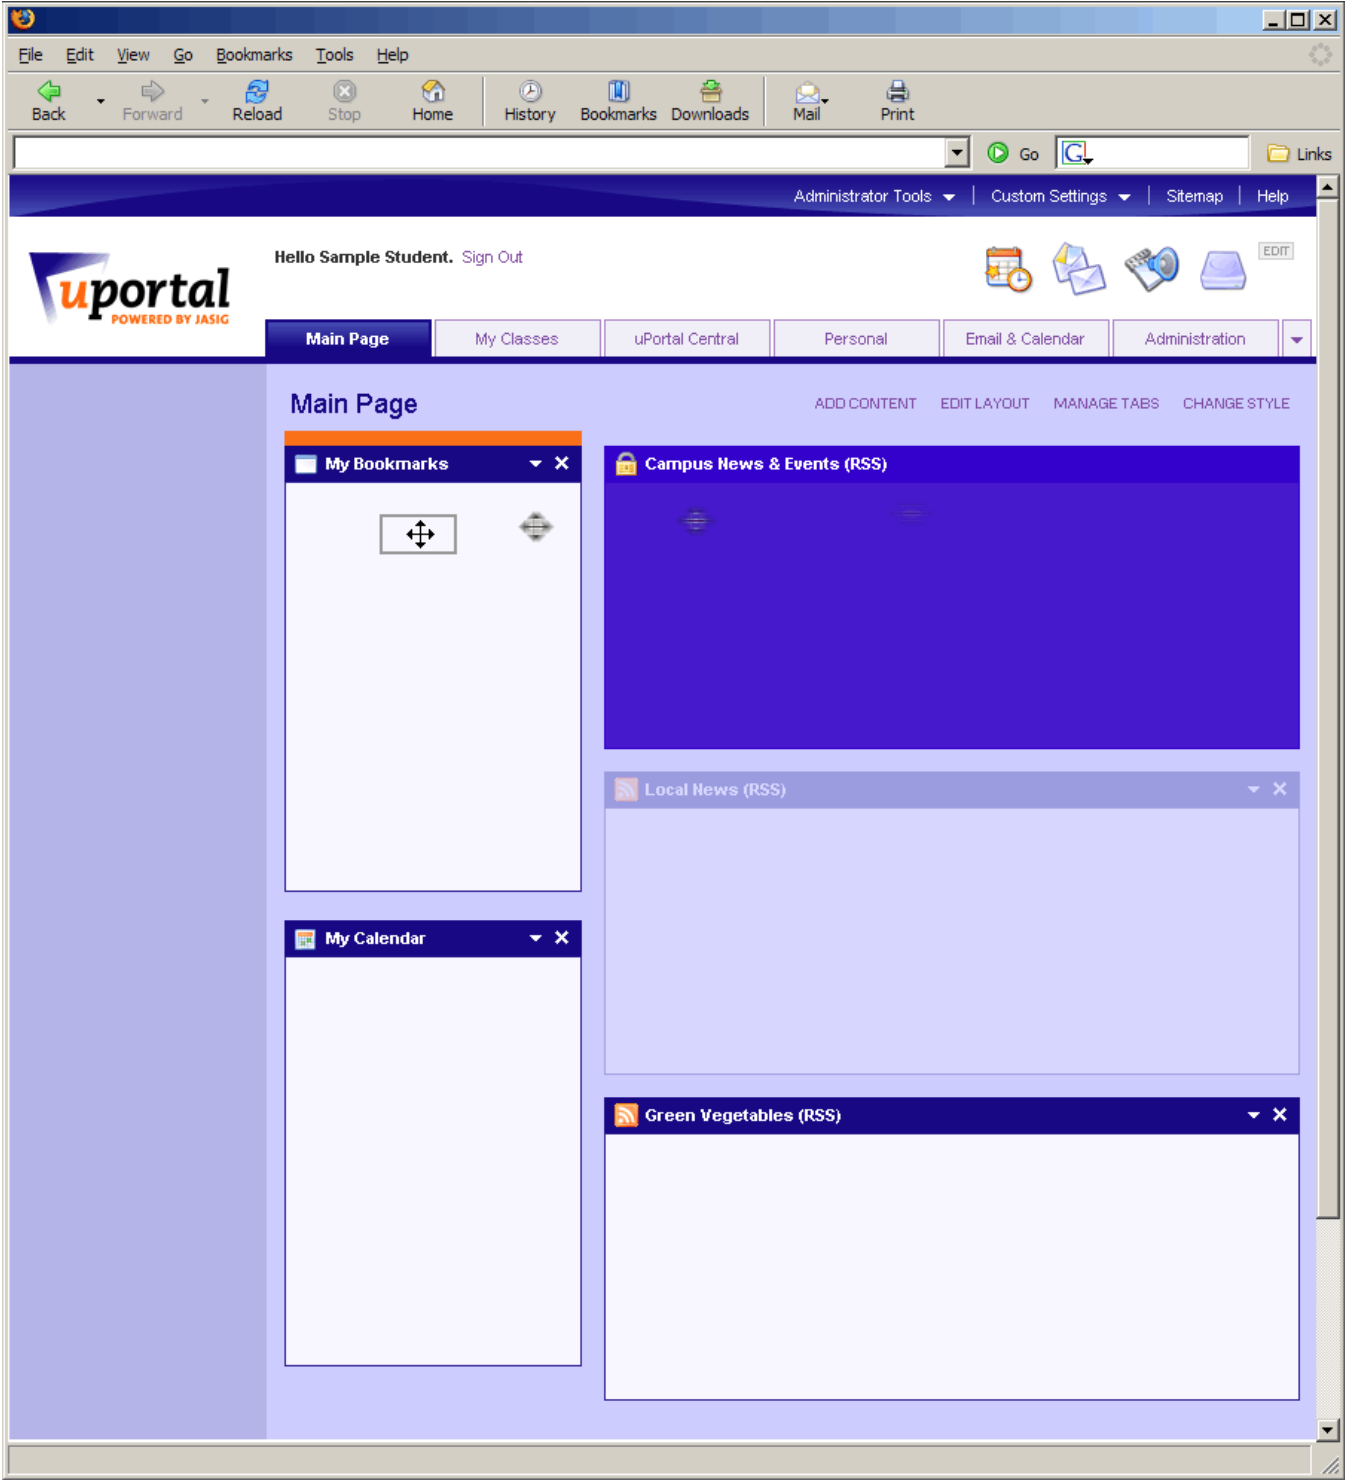 File Edit View Go Bookmarks Tools Help
Back Forward Reload Stop Home History Bookmarks Downloads Mail Print
Go G Links
Administrator Tools Custom Settings Sitemap Help
Hello Sample Student. Sign Out
EDIT
uportal
POWERED BY JASIG
Main Page My Classes uPortal Central Personal Email & Calendar Administration
Main Page
ADD CONTENT EDIT LAYOUT MANAGE TABS CHANGE STYLE
My Bookmarks
Campus News & Events (RSS)
Local News (RSS)
My Calendar
Green Vegetables (RSS)